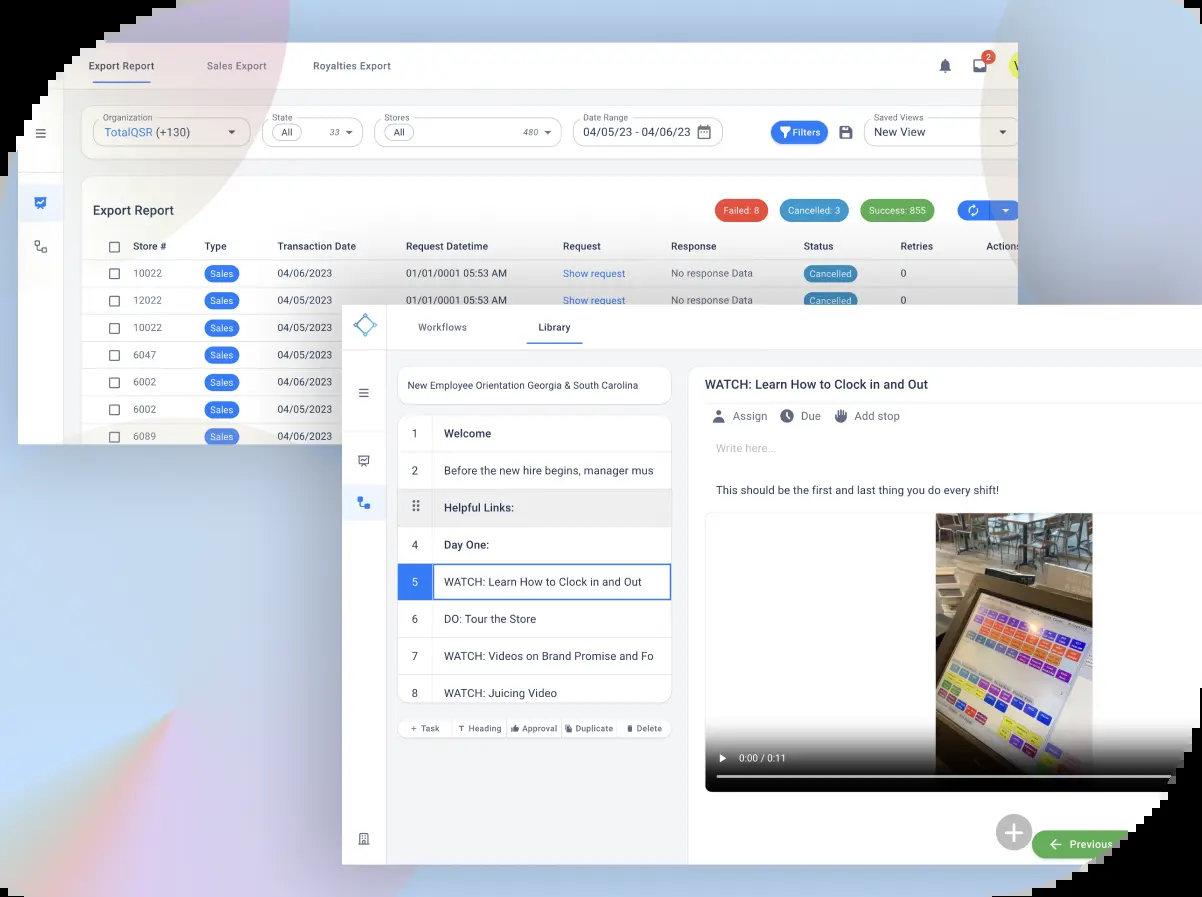 Export Report Sales Export Royalties Export 2
Organization State Stores Date Range Saved Views
TotalQSR (+130) All 33 All 480 04/05/23 - 04/06/23 Filters New View
Export Report Failed: 8 Cancelled: 3 Success: 855
Store # Type Transaction Date Request Datetime Request Response Status Retries Actions
10022 Sales 04/06/2023 01/01/0001 05:53 AM Show request No response Data Cancelled 0
12022 Sales 04/05/2023 01/01/0001 05:53 AM Show request No response Data Cancelled 0
10022 Sales 04/05/2023
6047 Sales 04/05/2023
6002 Sales 04/06/2023
6002 Sales 04/05/2023
6089 Sales 04/06/2023
Workflows Library
New Employee Orientation Georgia & South Carolina
1 Welcome
2 Before the new hire begins, manager mus
Helpful Links:
4 Day One:
5 WATCH: Learn How to Clock in and Out
6 DO: Tour the Store
7 WATCH: Videos on Brand Promise and Fo
8 WATCH: Juicing Video
+ Task T Heading Approval Duplicate Delete
WATCH: Learn How to Clock in and Out
Assign Due Add stop
Write here...
This should be the first and last thing you do every shift!
0:00 / 0:11
Previous